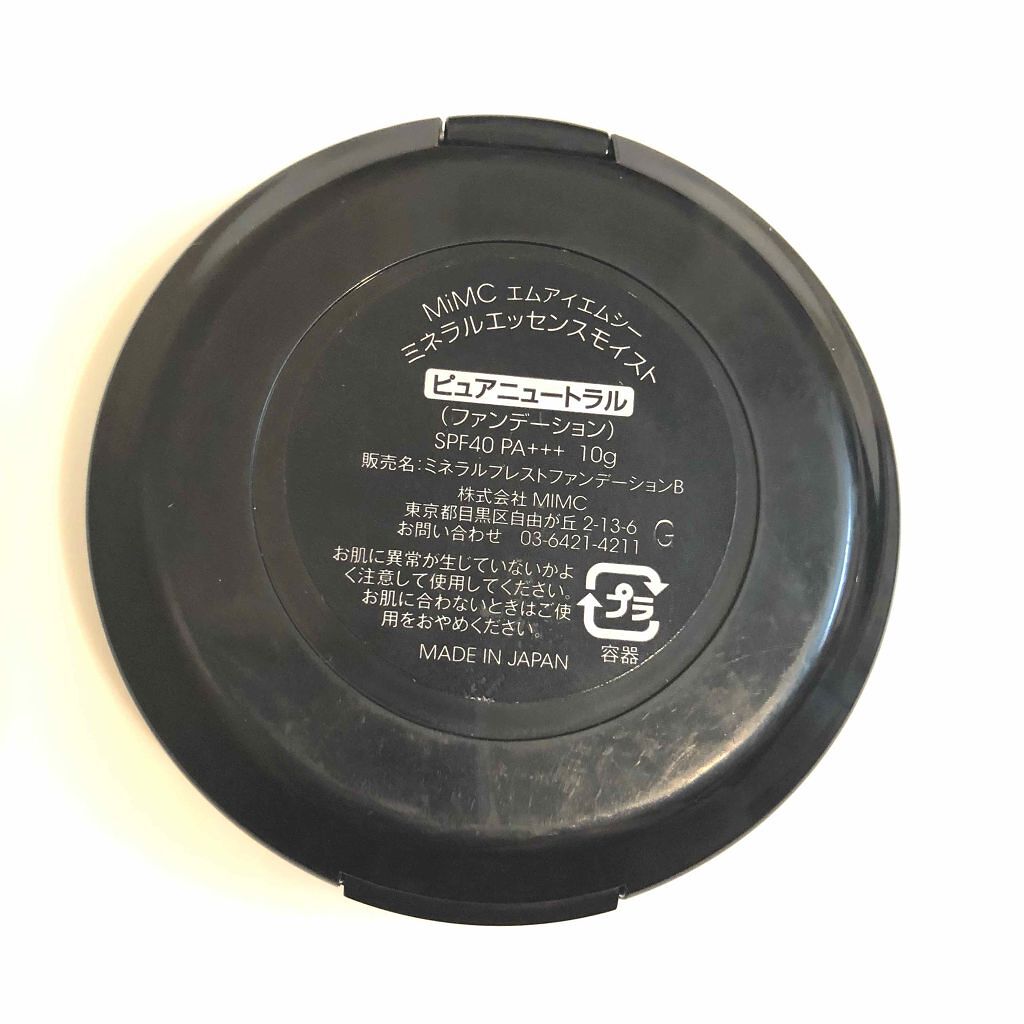 MiMC エムアイエムシー
ミネラルエッセンスモイスト
ピュアニュートラル
(ファンデーション)
SPF40 PA+++ 10g
販売名:ミネラルプレストファンデーションB
株式会社 MIMC
東京都目黒区自由が丘 2-13-6
お問い合わせ 03-6421-4211
G
お肌に異常が生じていないかよ
く注意して使用してください。
お肌に合わないときはご使
用をおやめください。
プラ
容器
MADE IN JAPAN